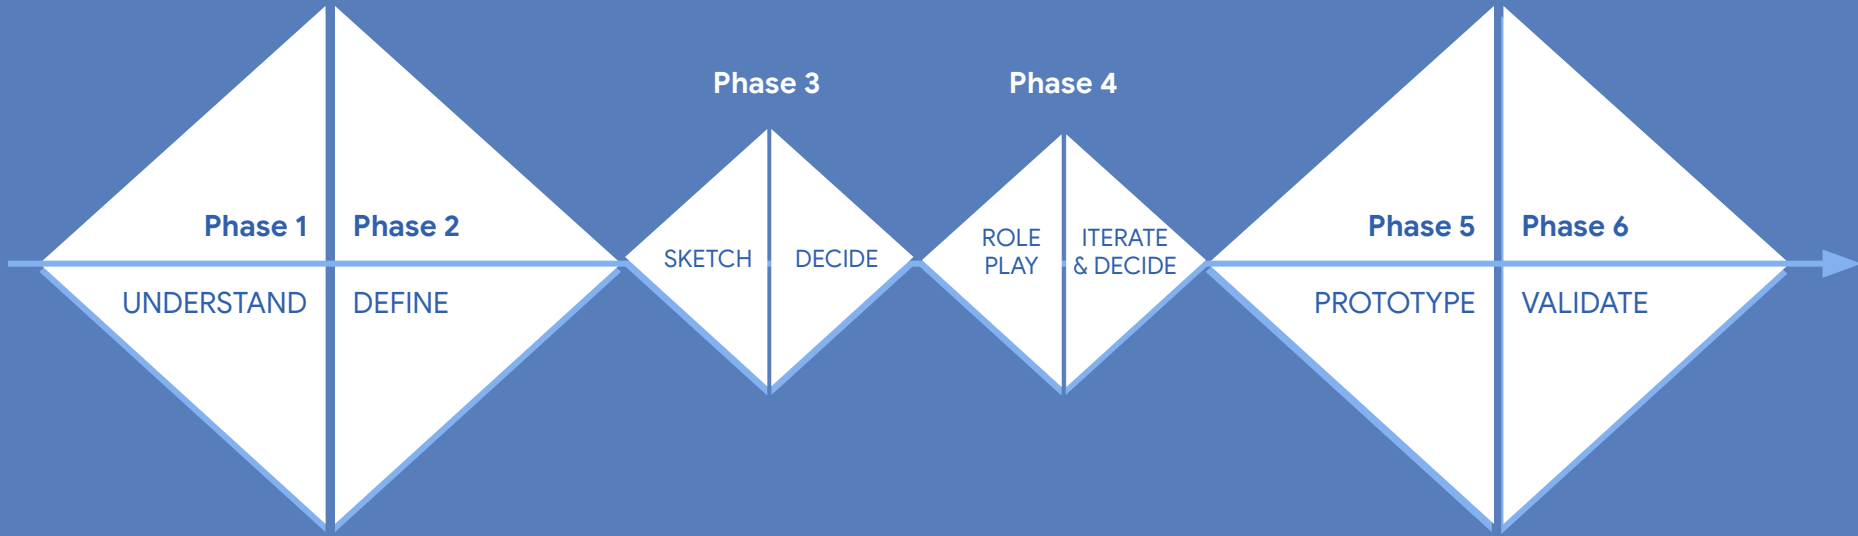 Phase 1
UNDERSTAND
Phase 2
DEFINE
Phase 3
SKETCH
DECIDE
Phase 4
ROLE
PLAY
ITERATE
& DECIDE
Phase 5
PROTOTYPE
Phase 6
VALIDATE